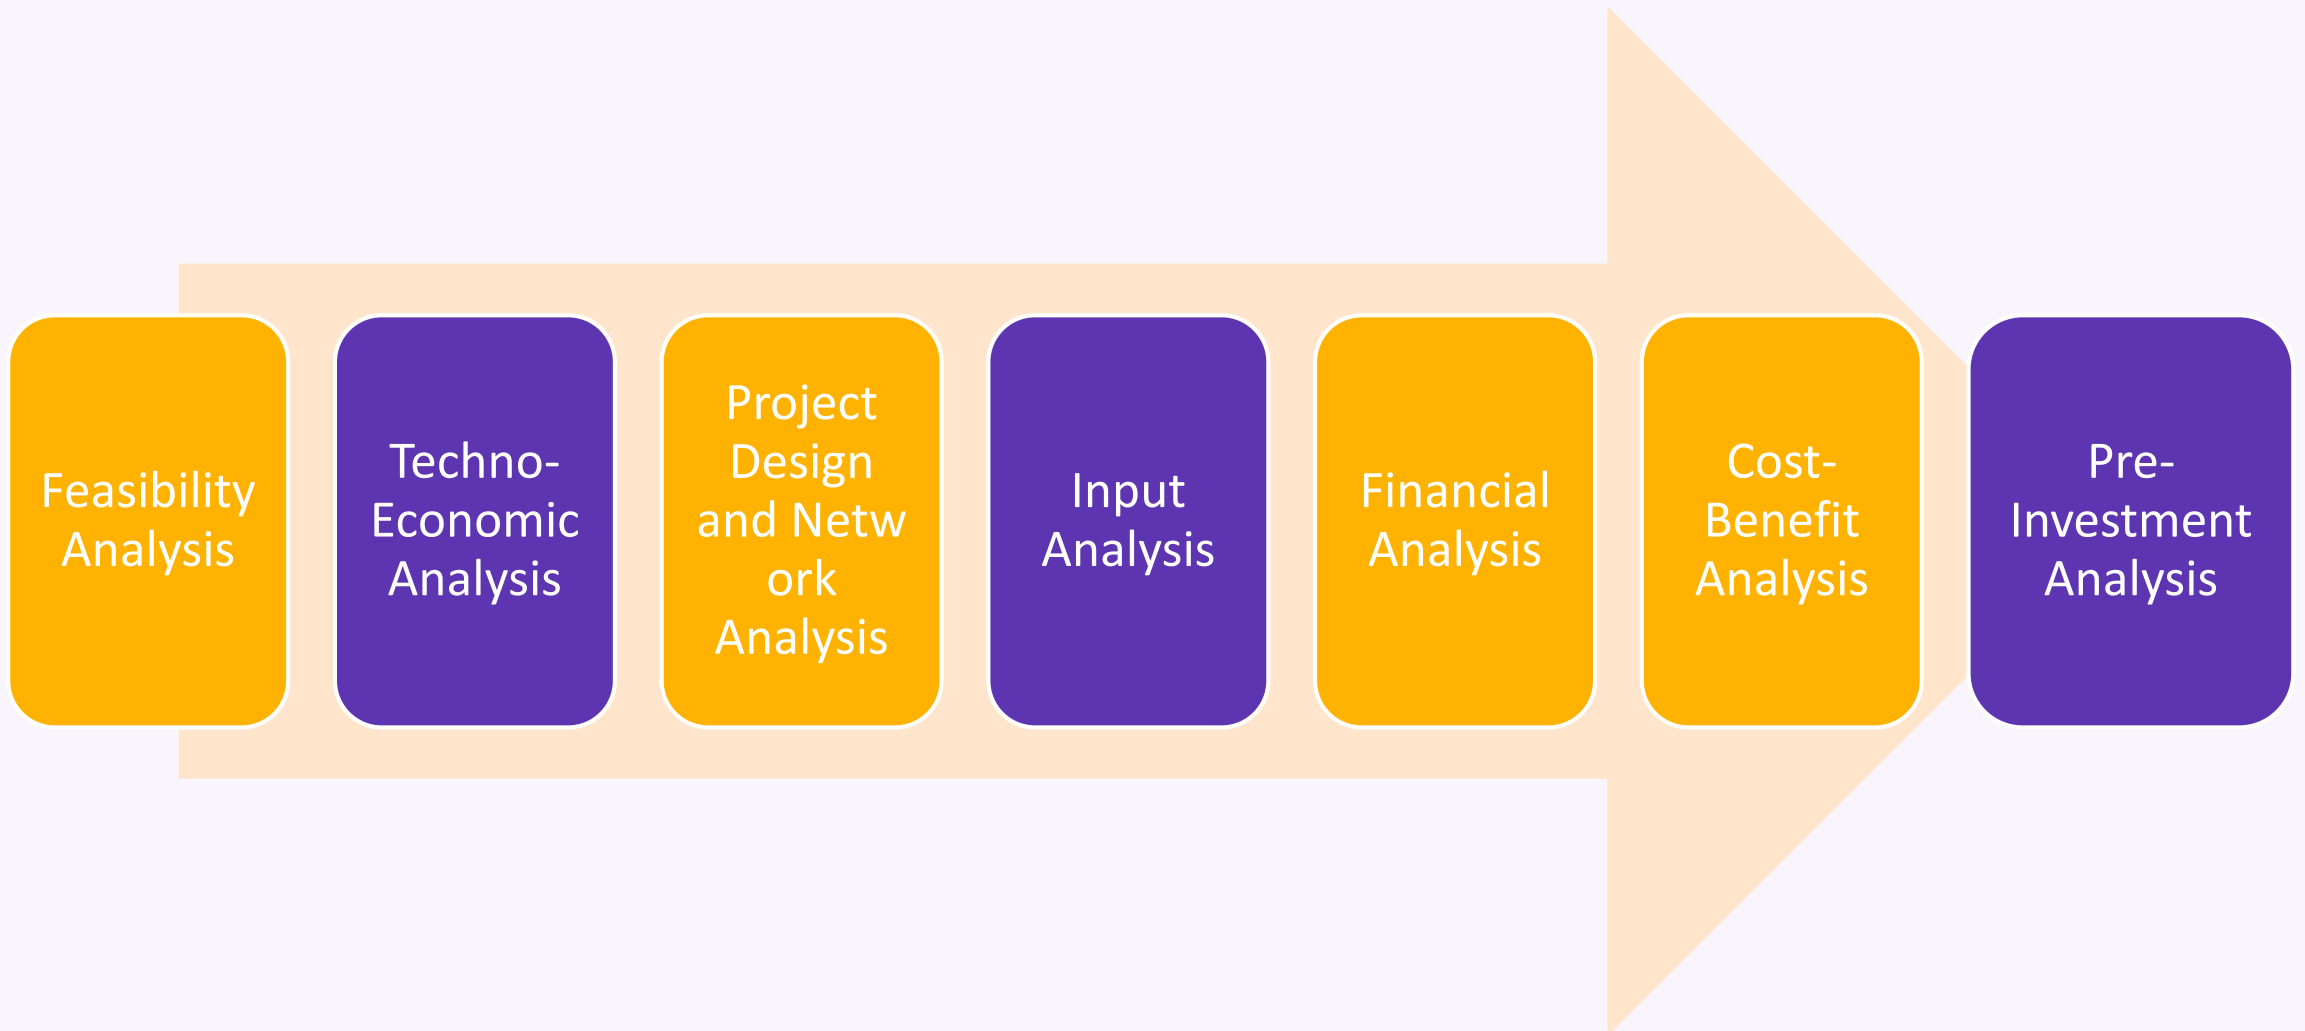 Feasibility
Analysis
Techno-
Economic
Analysis
Project
Design
and Netw
ork
Analysis
Input
Analysis
Financial
Analysis
Cost-
Benefit
Analysis
Pre-
Investment
Analysis